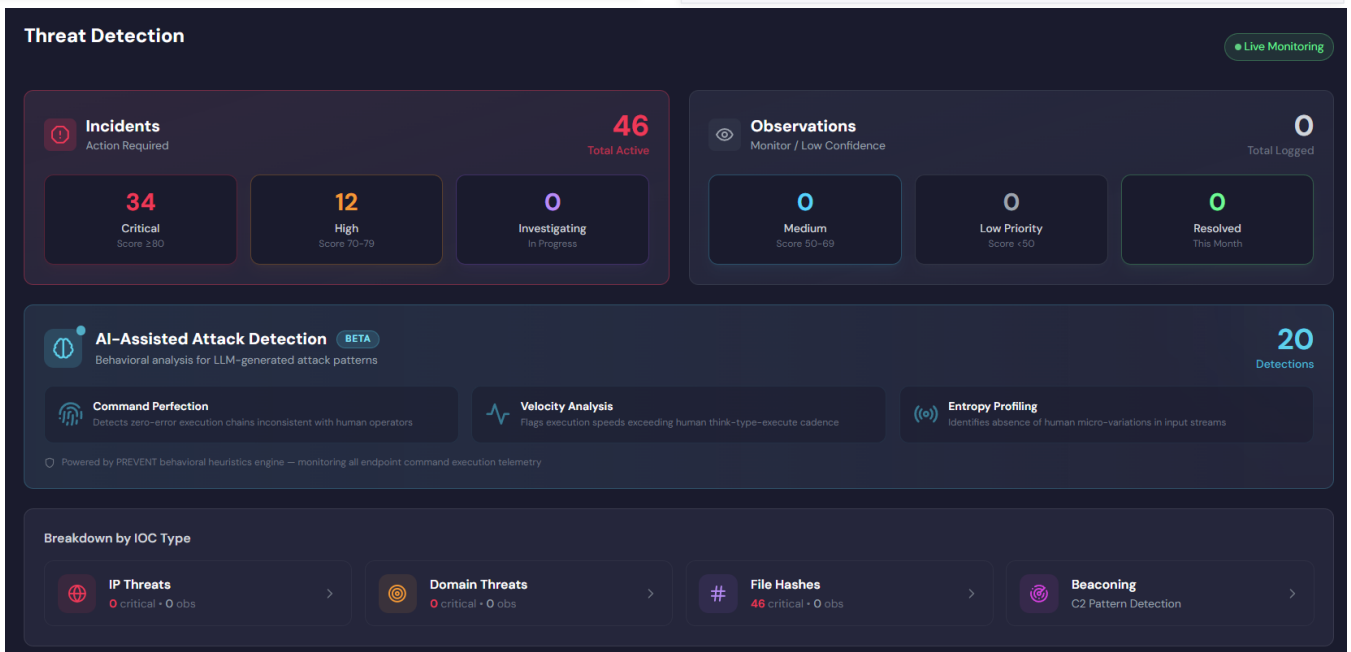 Threat Detection
Live Monitoring
Incidents
Action Required
46
Total Active
34
Critical
Score ≥80
12
High
Score 70-79
0
Investigating
In Progress
Observations
Monitor / Low Confidence
0
Total Logged
0
Medium
Score 50-69
0
Low Priority
Score <50
0
Resolved
This Month
AI-Assisted Attack Detection BETA
Behavioral analysis for LLM-generated attack patterns
20
Detections
Command Perfection
Detects zero-error execution chains inconsistent with human operators
Velocity Analysis
Flags execution speeds exceeding human think-type-execute cadence
Entropy Profiling
Identifies absence of human micro-variations in input streams
Powered by PREVENT behavioral heuristics engine — monitoring all endpoint command execution telemetry
Breakdown by IOC Type
IP Threats
0 critical • 0 obs
Domain Threats
0 critical • 0 obs
File Hashes
46 critical • 0 obs
Beaconing
C2 Pattern Detection